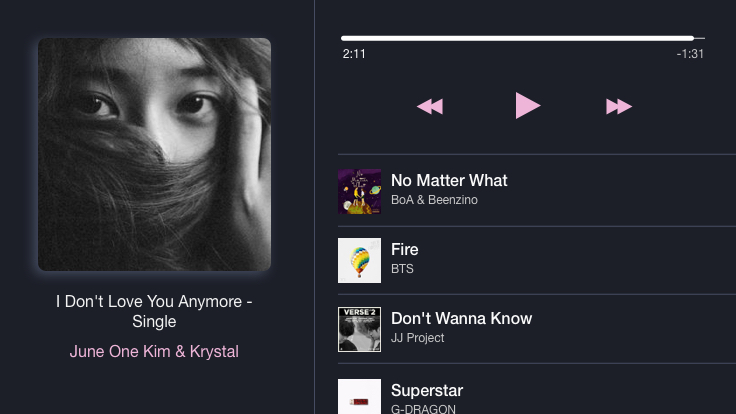 I Don't Love You Anymore -
Single
June One Kim & Krystal
2:11
-1:31
No Matter What
BoA & Beenzino
Fire
BTS
VERSE 2
Don't Wanna Know
JJ Project
Superstar
G-DRAGON